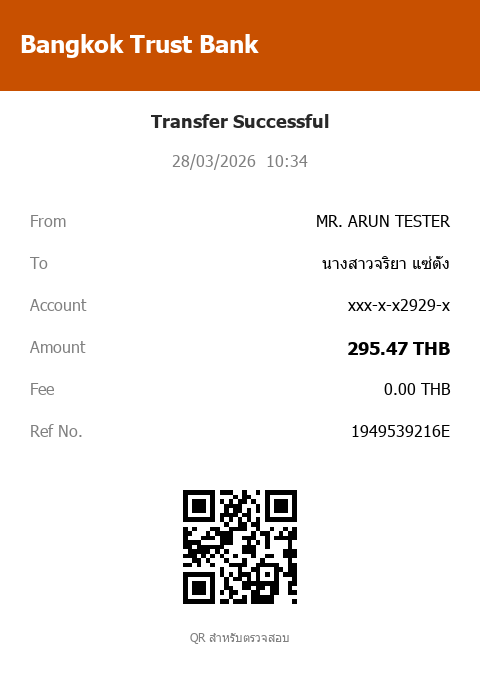 Bangkok Trust Bank
Transfer Successful
28/03/2026 10:34
From MR. ARUN TESTER
To นางสาวจริยา แซ่ตั้ง
Account xxx-x-x2929-x
Amount 295.47 THB
Fee 0.00 THB
Ref No. 1949539216E
QR สำหรับตรวจสอบ